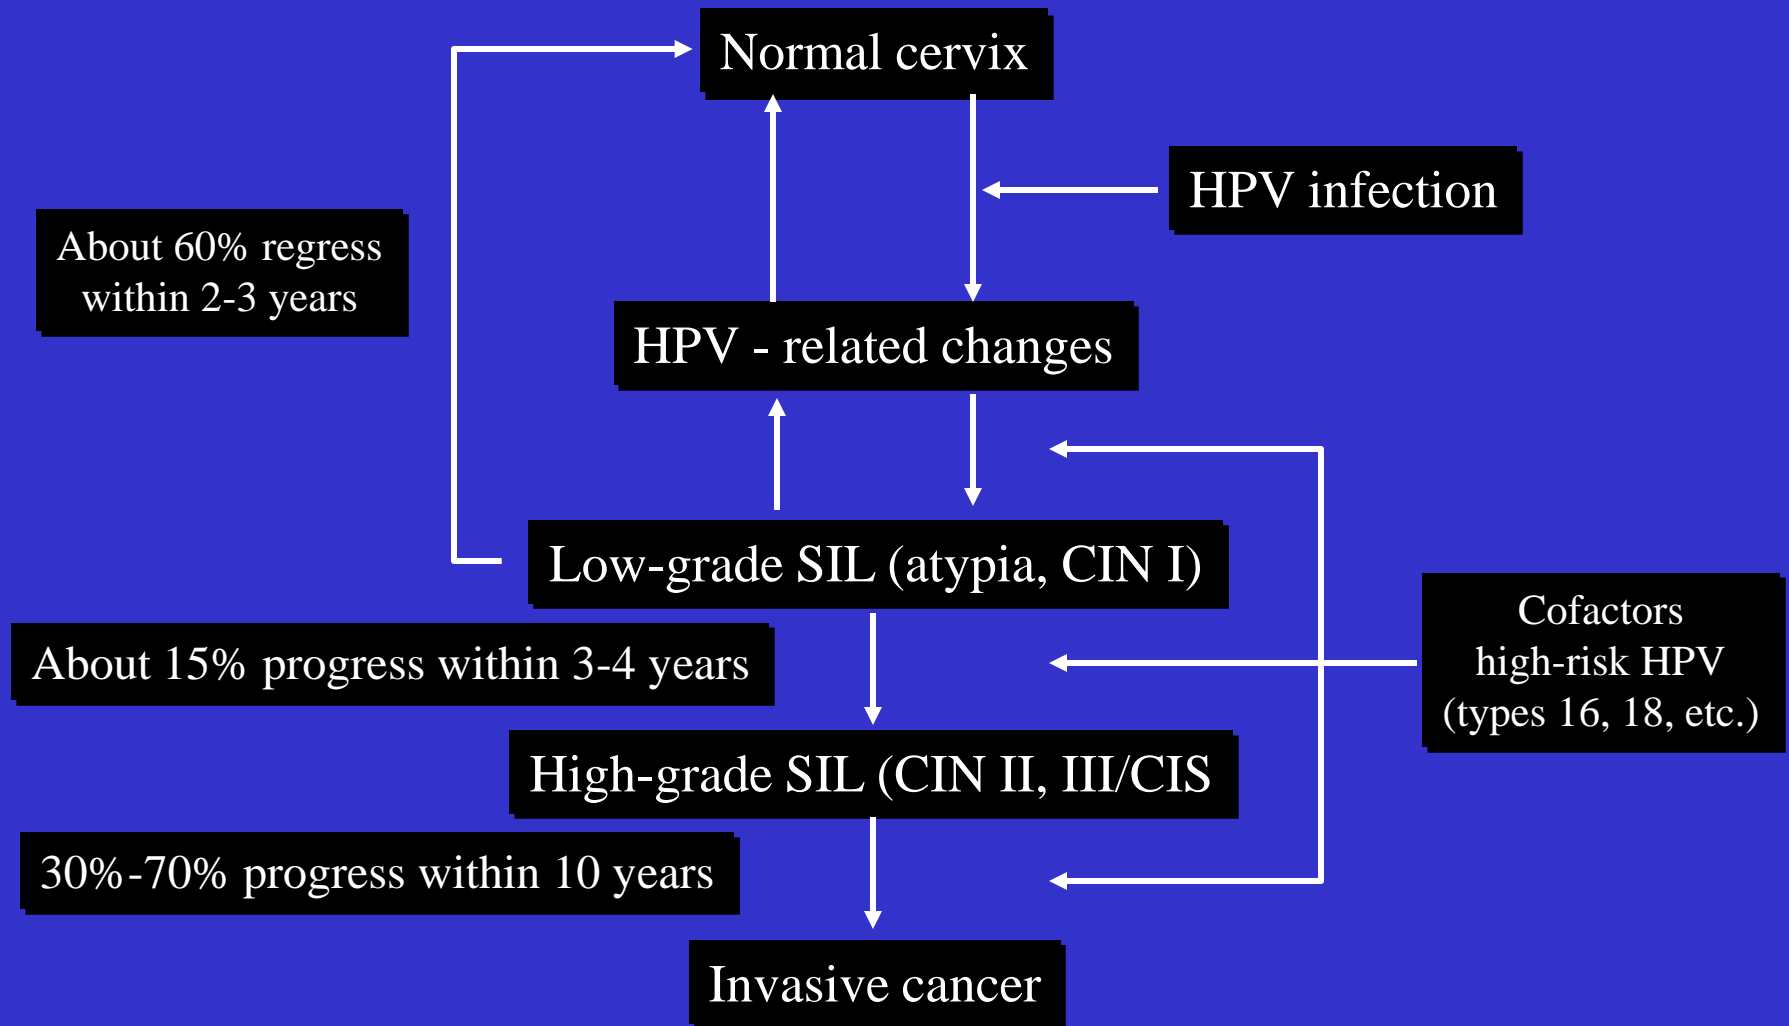 Normal cervix
HPV infection
About 60% regress
within 2-3 years
HPV - related changes
Low-grade SIL (atypia, CIN I)
Cofactors
high-risk HPV
(types 16, 18, etc.)
About 15% progress within 3-4 years
High-grade SIL (CIN II, III/CIS
30%-70% progress within 10 years
Invasive cancer